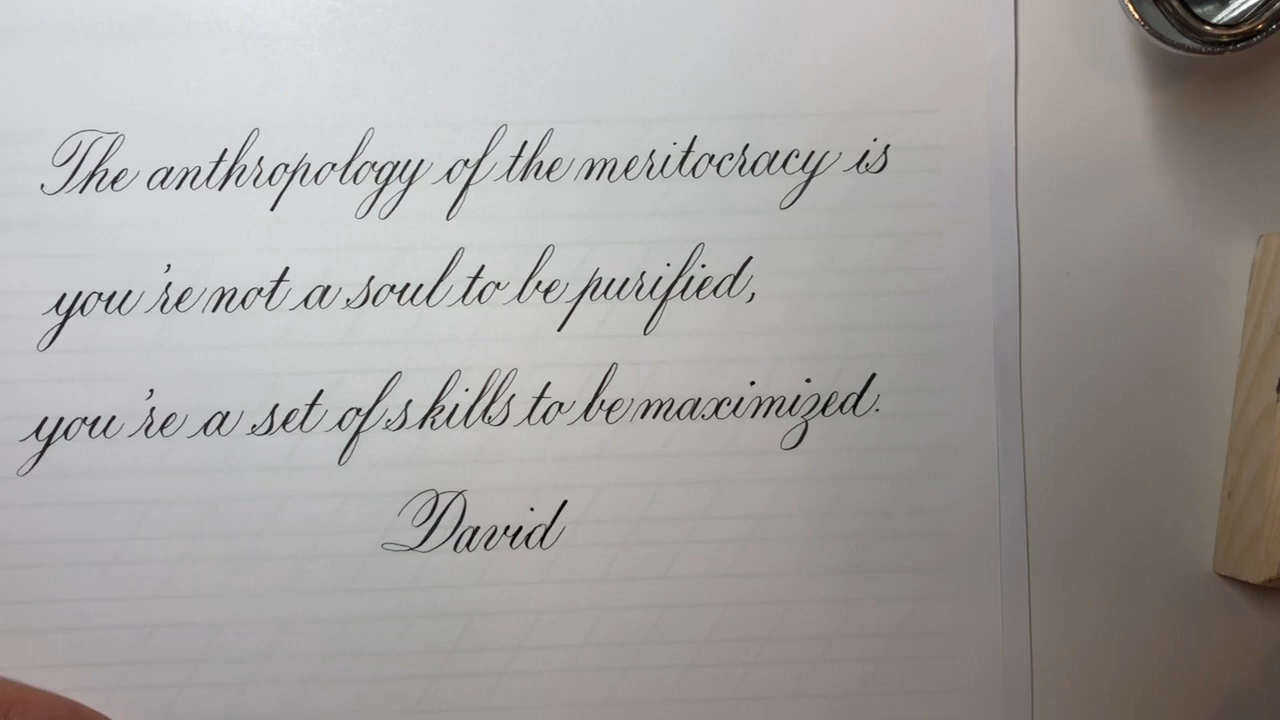 The anthropology of the meritocracy is
you're not a soul to be purified,
you're a set of skills to be maximized.
David